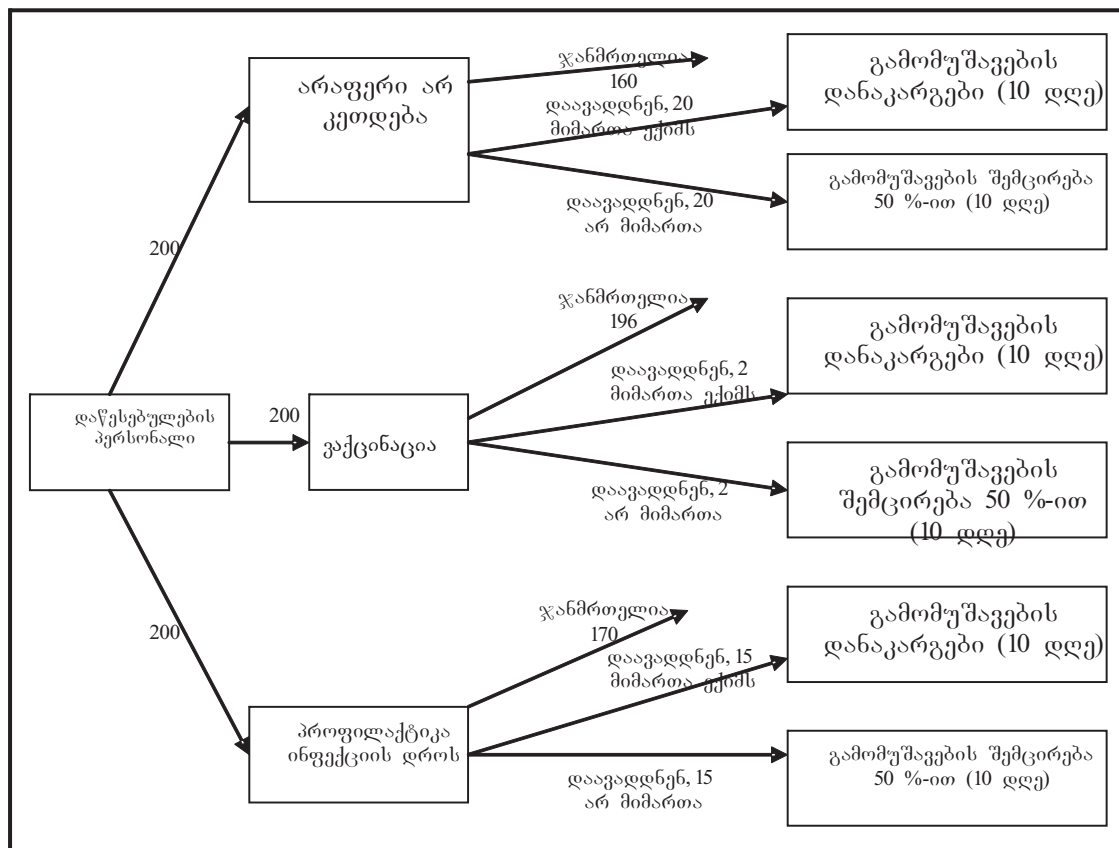 არაფერი არ
კეთდება
ჯანმრთელია
160
დაავადდნენ, 20
მიმართა ექიმს
დაავადდნენ, 20
არ მიმართა
გამომუშავების
დანაკარგები (10 დღე)
გამომუშავების შემცირება
50 %-ით (10 დღე)
200
დაწესებულების
პერსონალი
200
ვაქცინაცია
ჯანმრთელია
196
დაავადდნენ, 2
მიმართა ექიმს
დაავადდნენ, 2
არ მიმართა
გამომუშავების
დანაკარგები (10 დღე)
გამომუშავების
შემცირება 50 %-ით
(10 დღე)
200
პროფილაქტიკა
ინფექციის დროს
ჯანმრთელია
170
დაავადდნენ, 15
მიმართა ექიმს
დაავადდნენ, 15
არ მიმართა
გამომუშავების
დანაკარგები (10 დღე)
გამომუშავების შემცირება
50 %-ით (10 დღე)